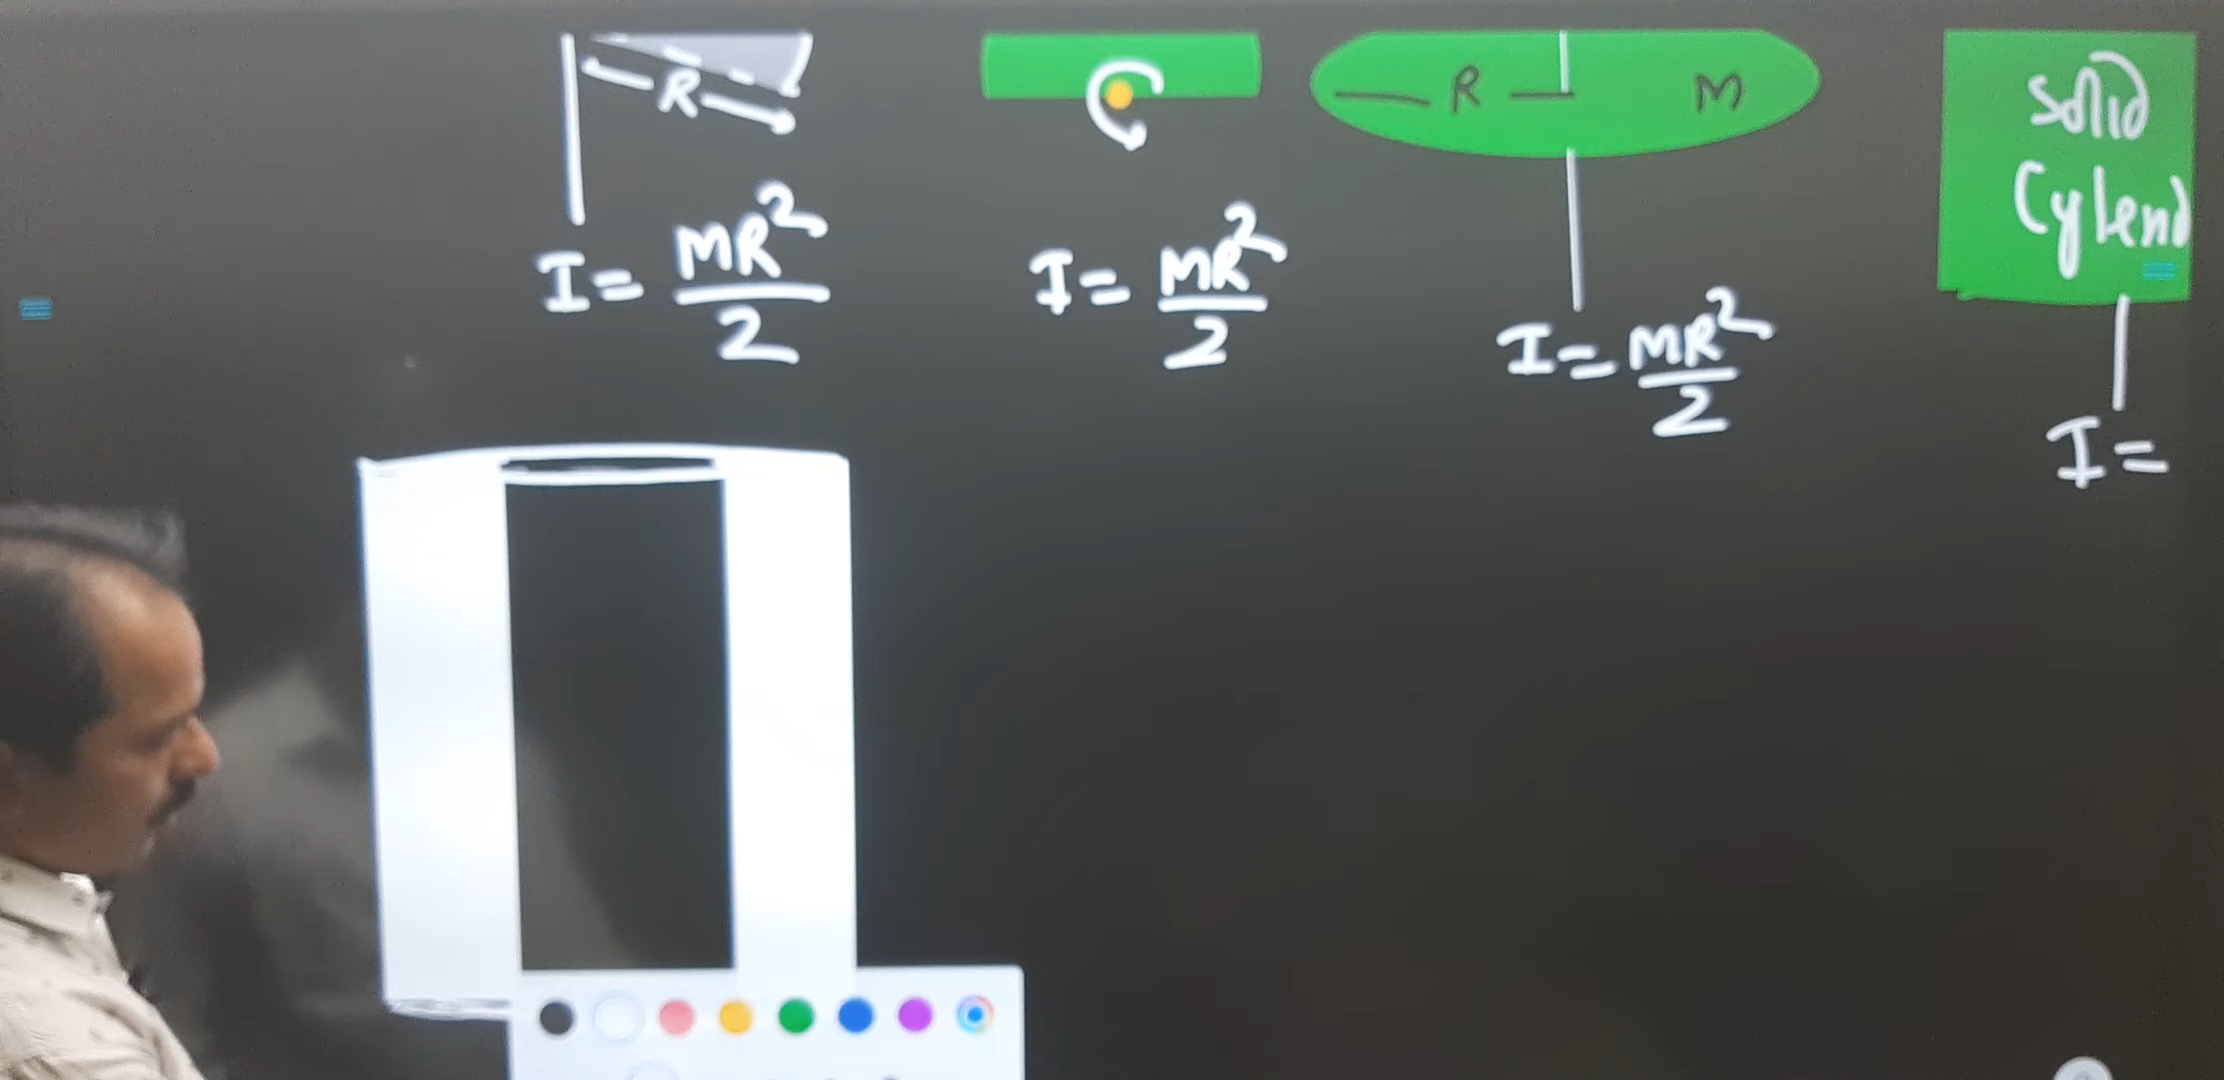 R
I = MR²/2
I = MR²/2
R M
I = MR²/2
Solid
Cylend
I =